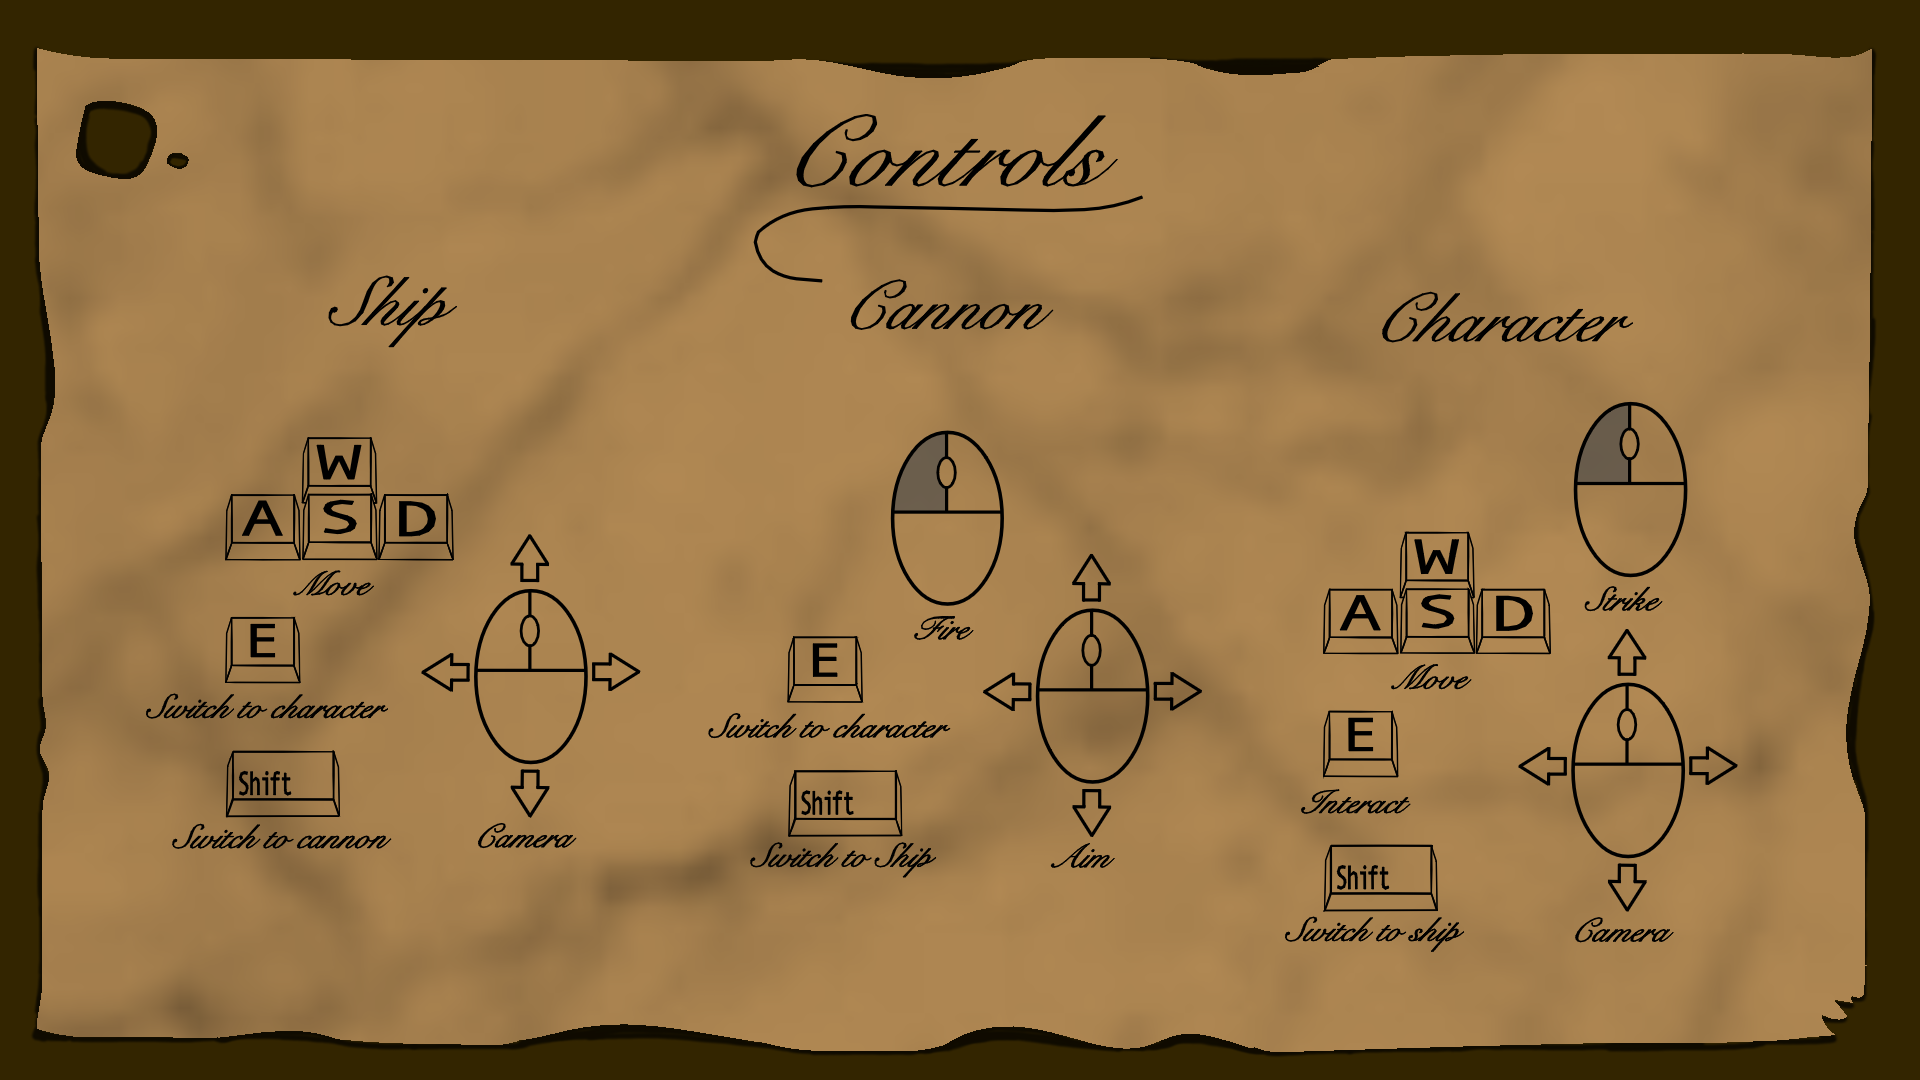 Controls
Ship
W
A S D
Move
E
Switch to character
Shift
Switch to cannon
Camera
Cannon
Fire
E
Switch to character
Shift
Switch to Ship
Aim
Character
Strike
W
A S D
Move
E
Interact
Shift
Switch to ship
Camera